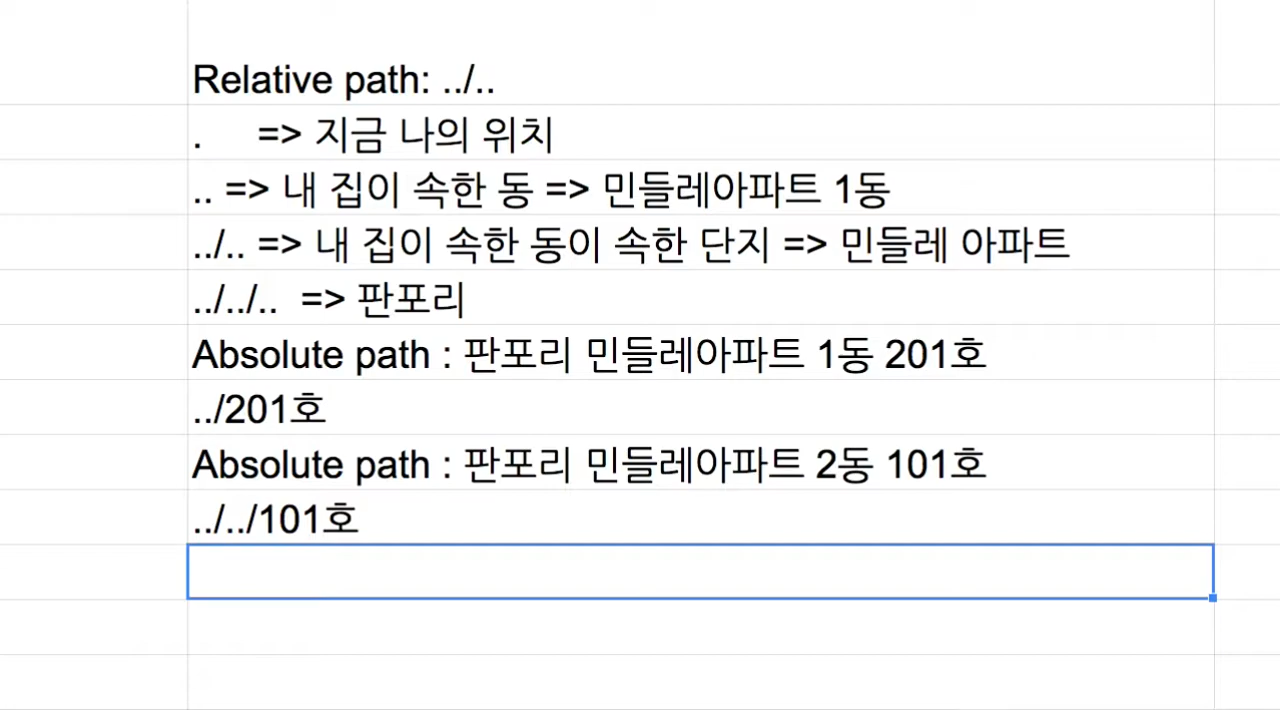 Relative path: ../..
. => 지금 나의 위치
.. => 내 집이 속한 동 => 민들레아파트 1동
../.. => 내 집이 속한 동이 속한 단지 => 민들레 아파트
../../.. => 판포리
Absolute path : 판포리 민들레아파트 1동 201호
../201호
Absolute path : 판포리 민들레아파트 2동 101호
../../101호